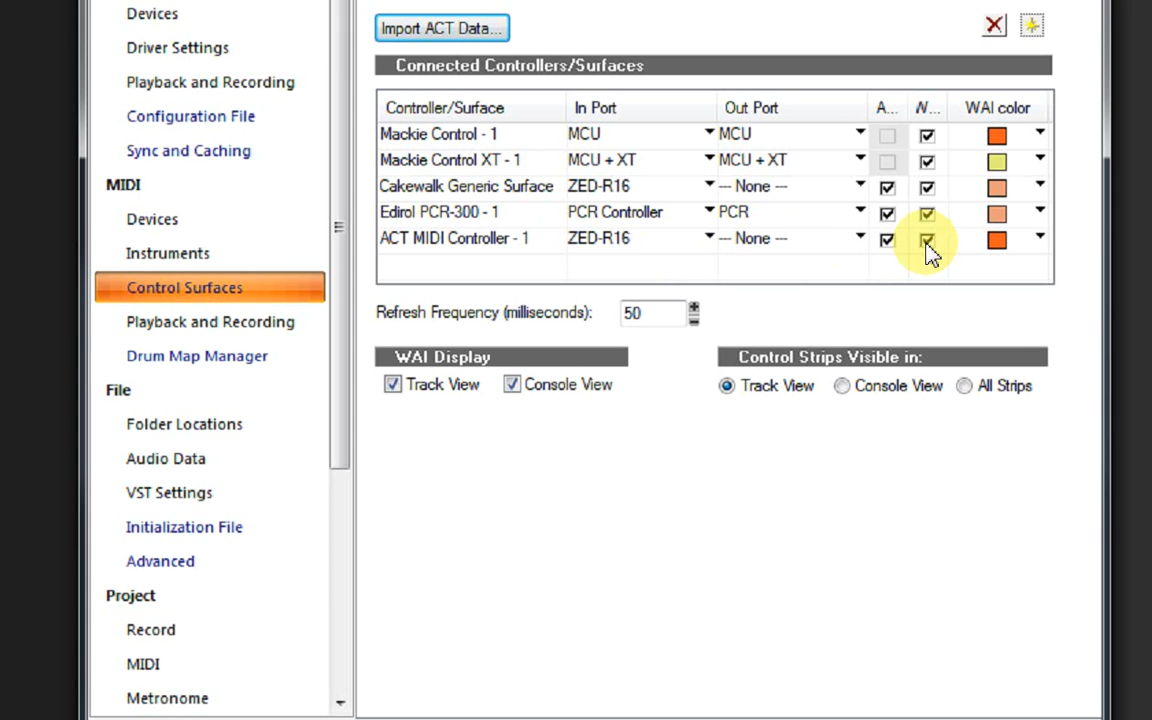 Devices
Driver Settings
Playback and Recording
Configuration File
Sync and Caching
MIDI
Devices
Instruments
Control Surfaces
Playback and Recording
Drum Map Manager
File
Folder Locations
Audio Data
VST Settings
Initialization File
Advanced
Project
Record
MIDI
Metronome
Import ACT Data...
Connected Controllers/Surfaces
Controller/Surface In Port Out Port A... W... WAI color
Mackie Control - 1 MCU MCU
Mackie Control XT - 1 MCU + XT MCU + XT
Cakewalk Generic Surface ZED-R16 --- None ---
Edirol PCR-300 - 1 PCR Controller PCR
ACT MIDI Controller - 1 ZED-R16 --- None ---
Refresh Frequency (milliseconds): 50
WAI Display Control Strips Visible in:
Track View Console View Track View Console View All Strips